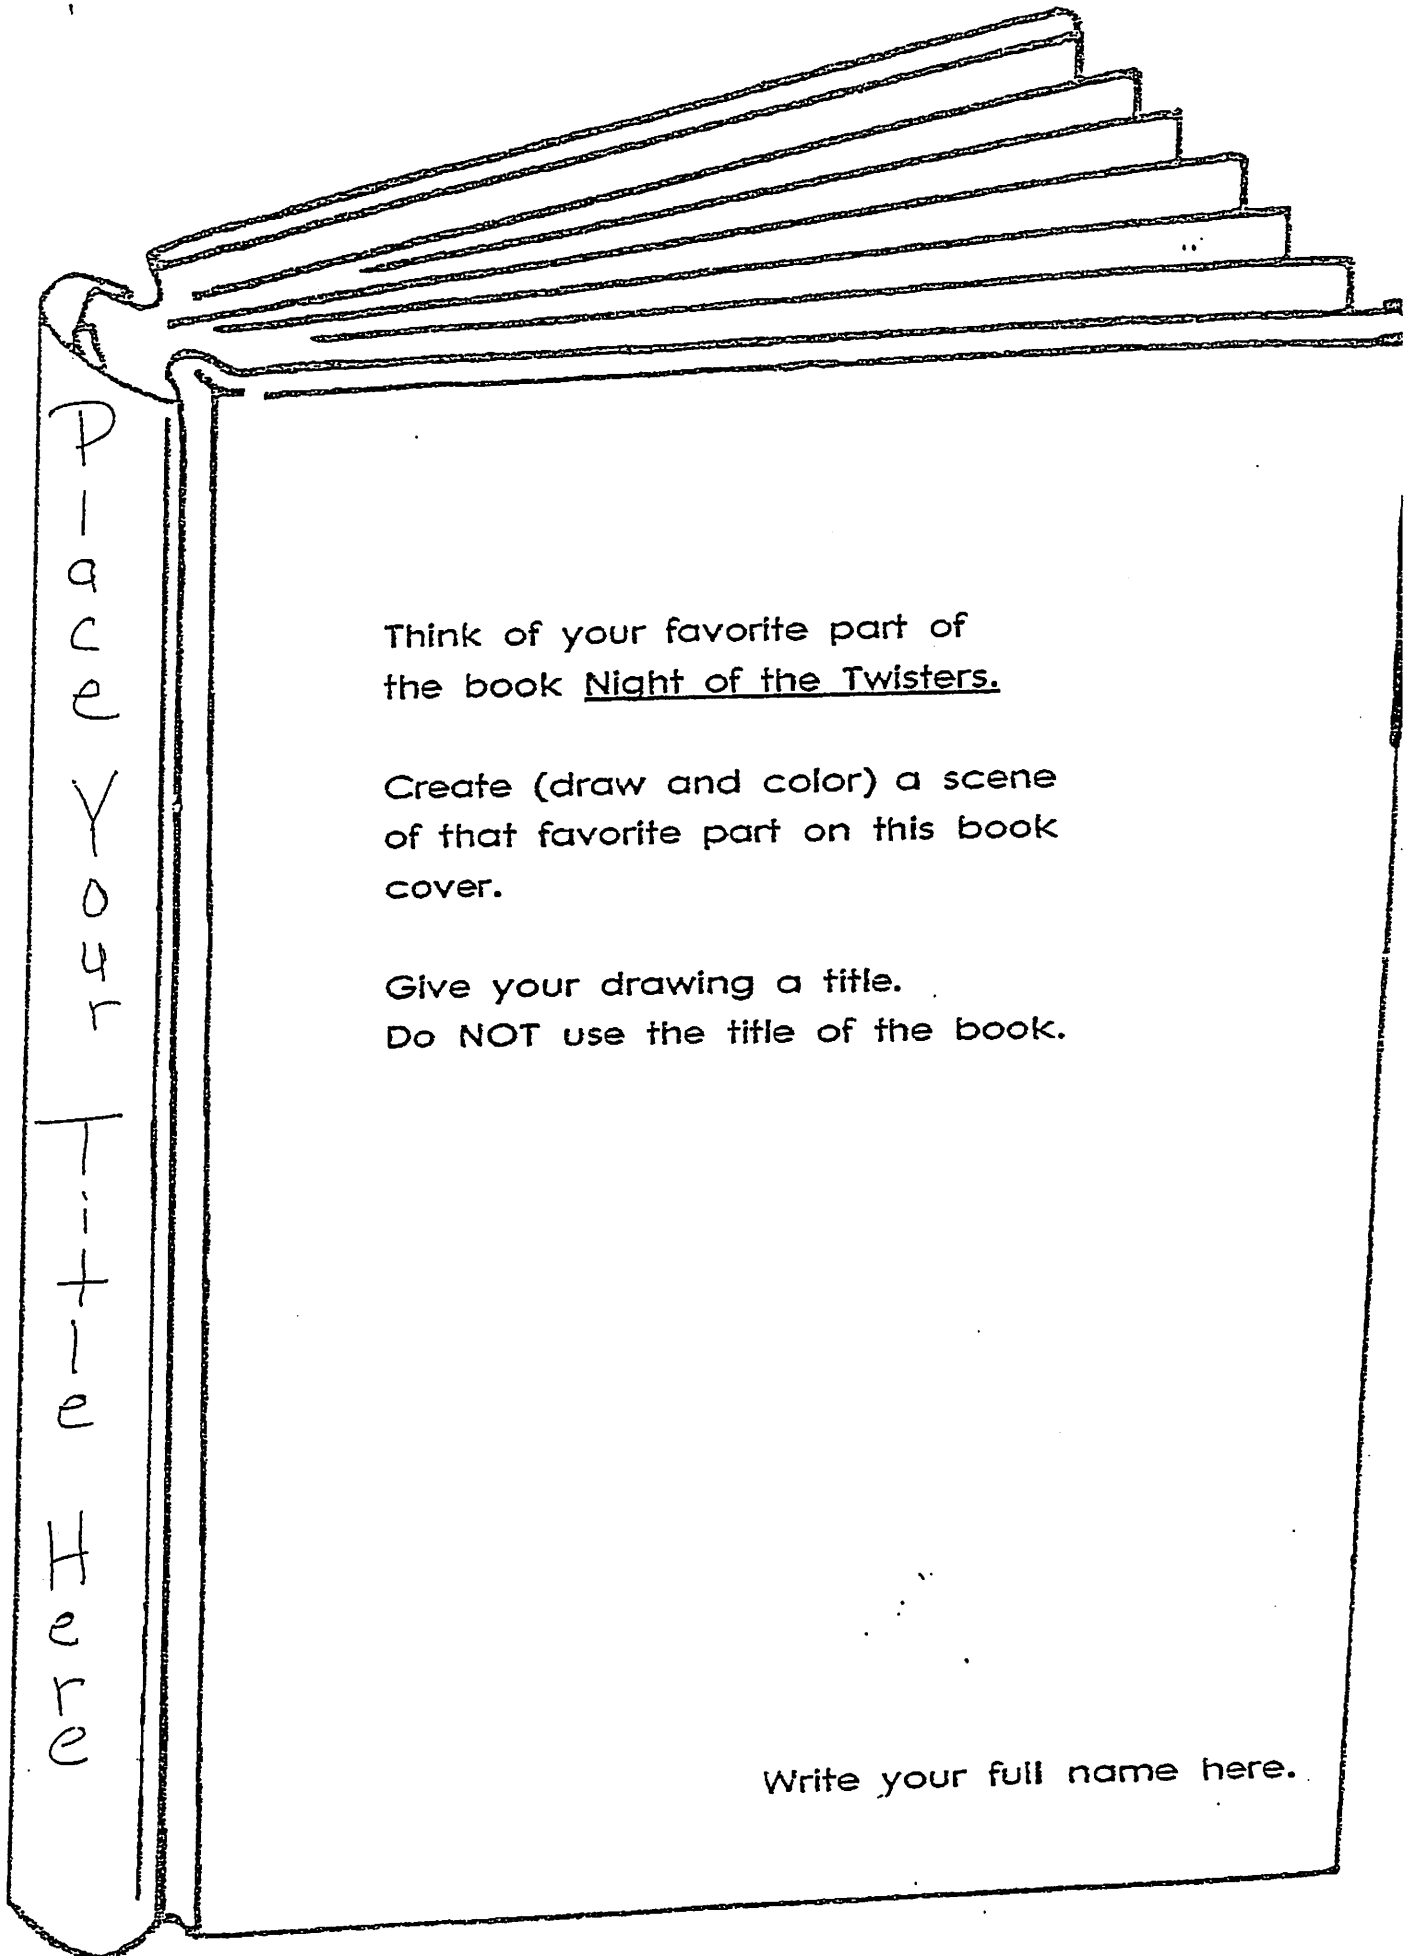 Place Your Title Here
Think of your favorite part of
the book Night of the Twisters.
Create (draw and color) a scene
of that favorite part on this book
cover.
Give your drawing a title.
Do NOT use the title of the book.
Write your full name here.